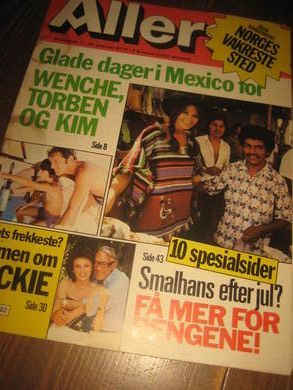 Aller
NORGES
VAKRESTE
STED
Glade dager i Mexico for
WENCHE,
TORBEN
OG KIM
Side 8
ts frekkeste?
men om
CKIE
Side 30
Side 43
10 spesialsider
Smalhans efter jul?
FÅ MER FOR
PENGENE!